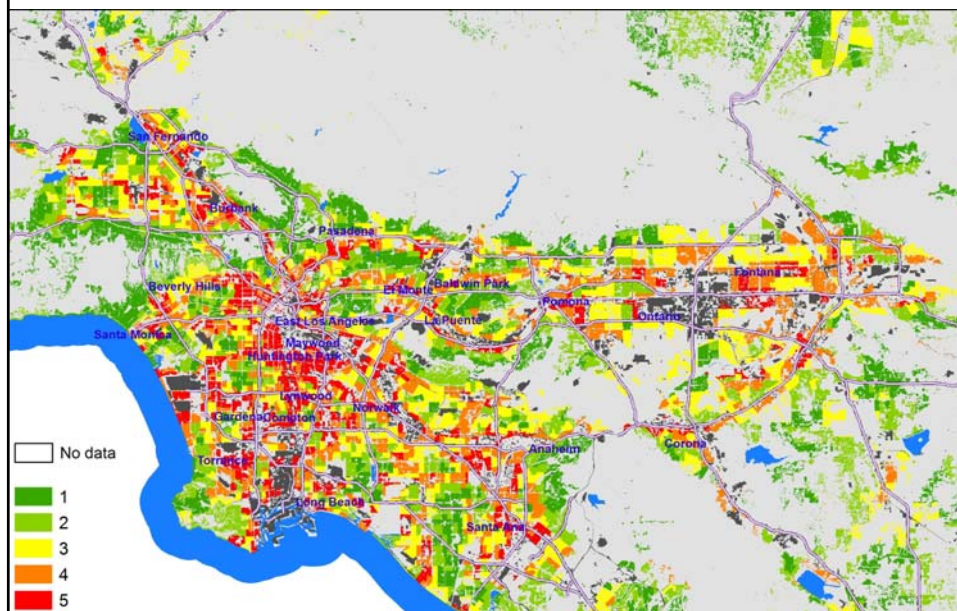 San Fernando
Burbank
Pasadena
Beverly Hills
El Monte
Baldwin Park
Fontana
Pomona
Ontario
East Los Angeles
La Puente
Santa Monica
Maywood
Huntington Park
Lynwood
Norwalk
Gardena
Compton
Corona
Anaheim
Torrance
Long Beach
Santa Ana
No data
1
2
3
4
5